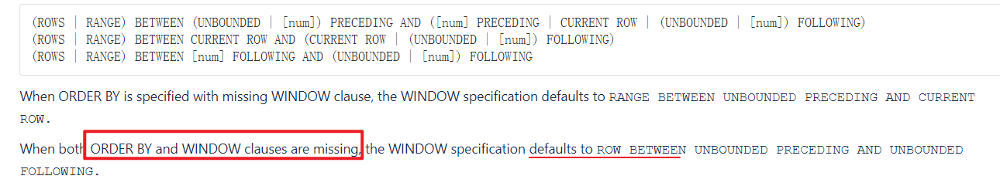 (ROWS | RANGE) BETWEEN (UNBOUNDED | [num]) PRECEDING AND ([num] PRECEDING | CURRENT ROW | (UNBOUNDED | [num]) FOLLOWING)
(ROWS | RANGE) BETWEEN CURRENT ROW AND (CURRENT ROW | (UNBOUNDED | [num]) FOLLOWING)
(ROWS | RANGE) BETWEEN [num] FOLLOWING AND (UNBOUNDED | [num]) FOLLOWING
When ORDER BY is specified with missing WINDOW clause, the WINDOW specification defaults to RANGE BETWEEN UNBOUNDED PRECEDING AND CURRENT
ROW.
When both ORDER BY and WINDOW clauses are missing, the WINDOW specification defaults to ROW BETWEEN UNBOUNDED PRECEDING AND UNBOUNDED
FOLLOWING.